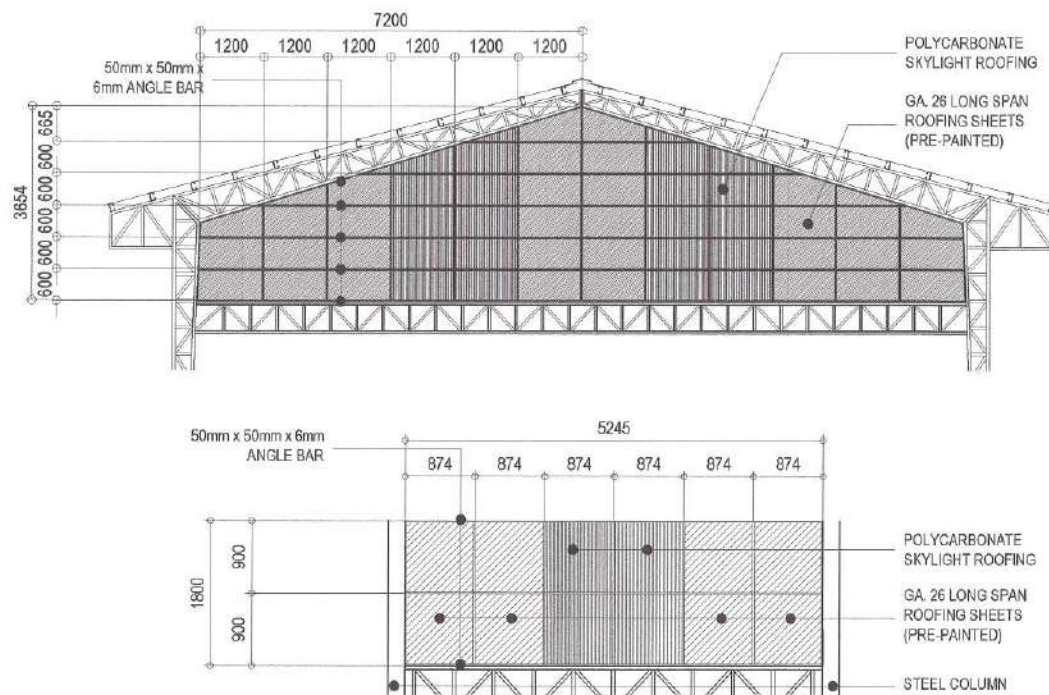 7200
1200 1200 1200 1200 1200 1200
50mm x 50mm x
6mm ANGLE BAR
POLYCARBONATE
SKYLIGHT ROOFING
GA. 26 LONG SPAN
ROOFING SHEETS
(PRE-PAINTED)
3654
665
600
600
600
600
600
50mm x 50mm x 6mm
ANGLE BAR
5245
874 874 874 874 874 874
1800
900
900
POLYCARBONATE
SKYLIGHT ROOFING
GA. 26 LONG SPAN
ROOFING SHEETS
(PRE-PAINTED)
STEEL COLUMN